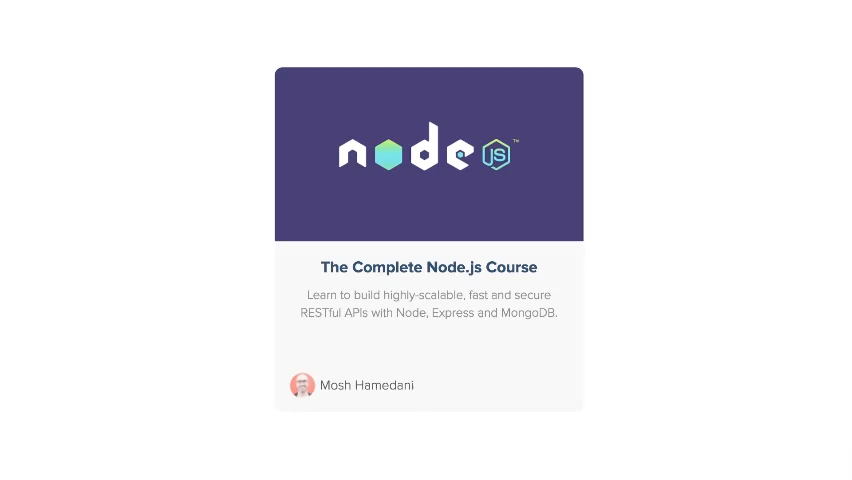 node JS™
The Complete Node.js Course
Learn to build highly-scalable, fast and secure
RESTful APIs with Node, Express and MongoDB.
Mosh Hamedani